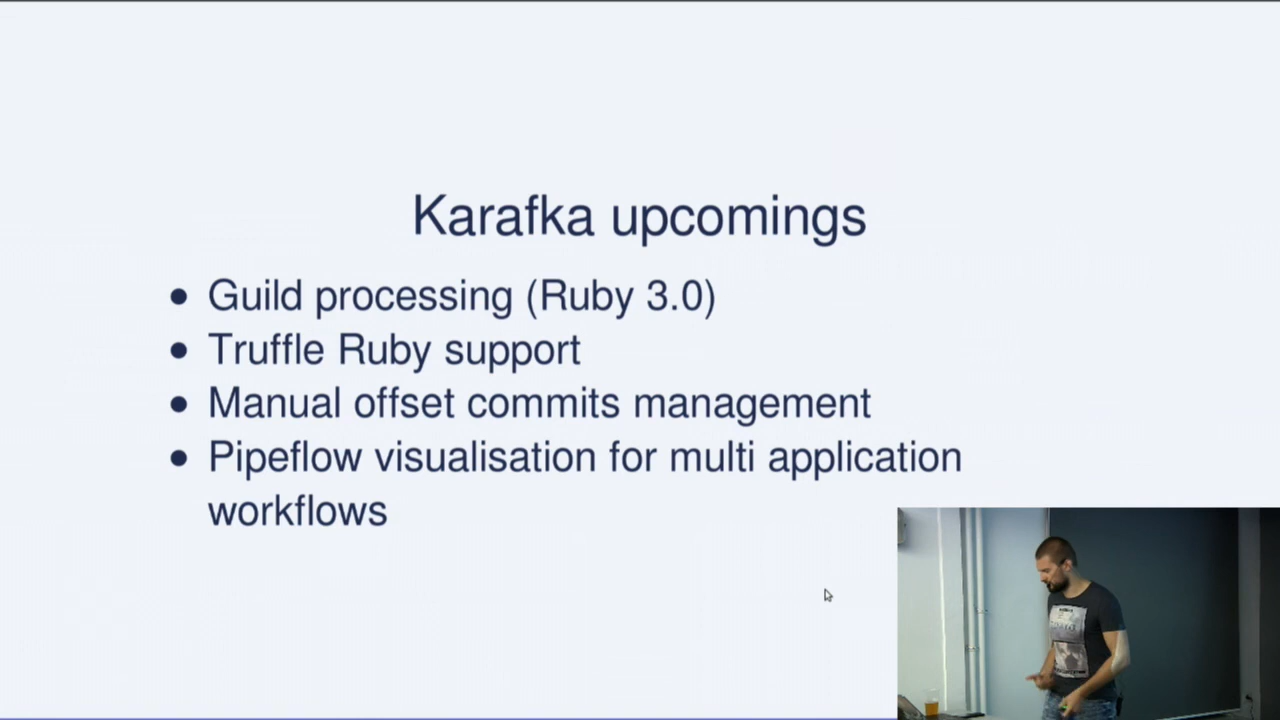 Karafka upcomings
• Guild processing (Ruby 3.0)
• Truffle Ruby support
• Manual offset commits management
• Pipeflow visualisation for multi application
workflows